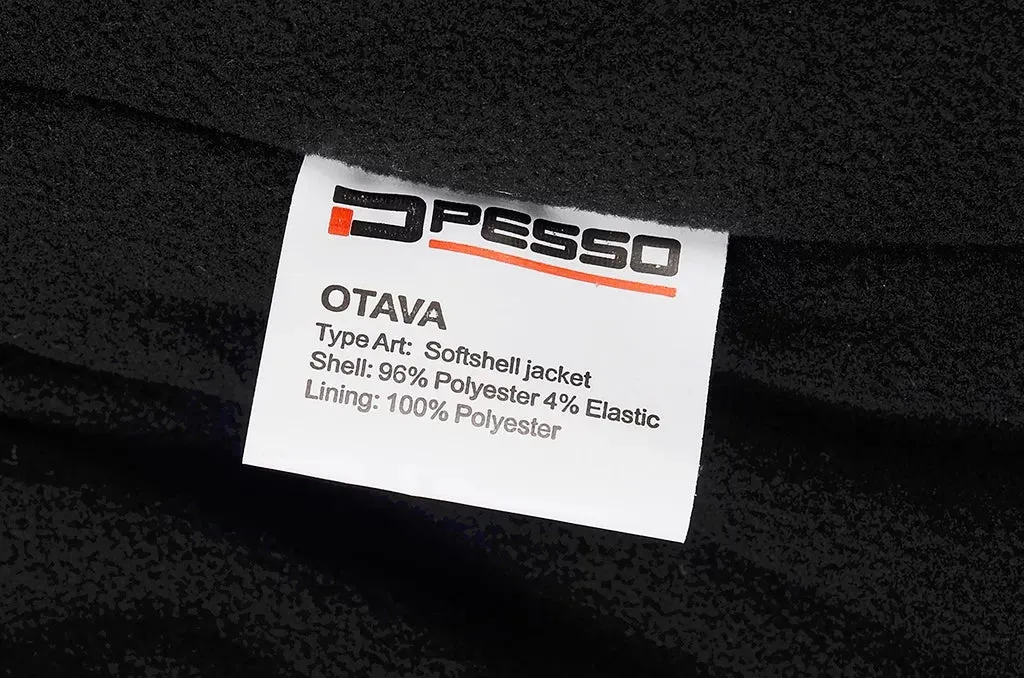 PESSO
OTAVA
Type Art: Softshell jacket
Shell: 96% Polyester 4% Elastic
Lining: 100% Polyester